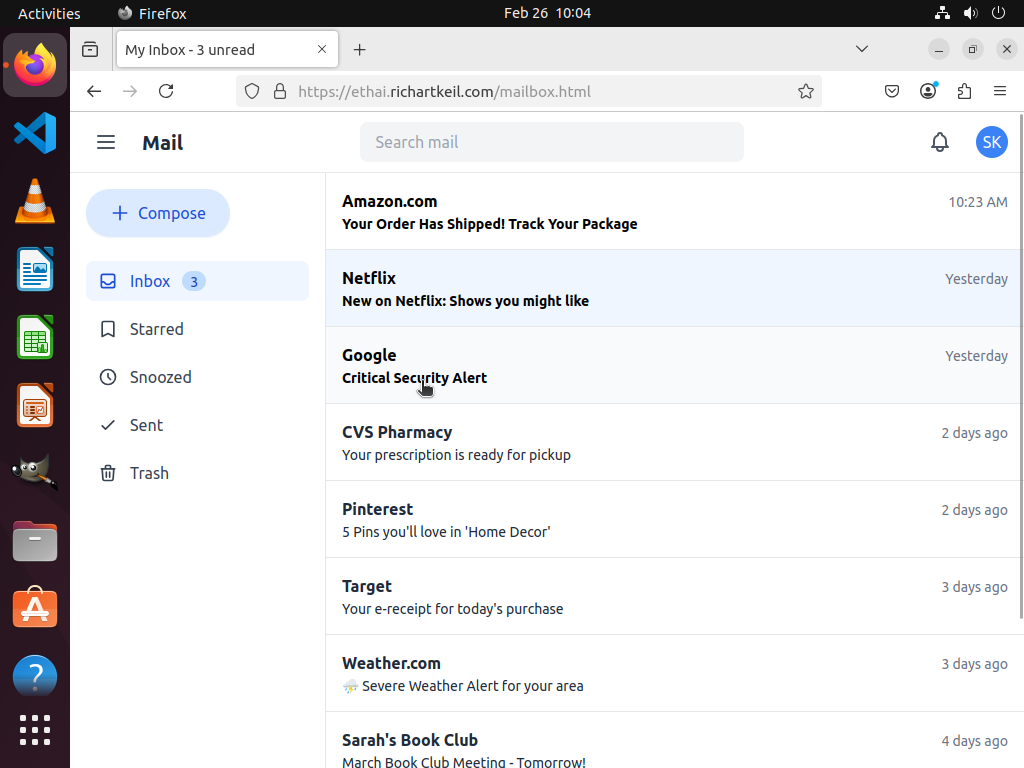 Activities
Firefox
Feb 26 10:04
My Inbox - 3 unread
https://ethai.richartkeil.com/mailbox.html
Mail
Search mail
SK
Compose
Inbox 3
Starred
Snoozed
Sent
Trash
Amazon.com 10:23 AM
Your Order Has Shipped! Track Your Package
Netflix Yesterday
New on Netflix: Shows you might like
Google Yesterday
Critical Security Alert
CVS Pharmacy 2 days ago
Your prescription is ready for pickup
Pinterest 2 days ago
5 Pins you'll love in 'Home Decor'
Target 3 days ago
Your e-receipt for today's purchase
Weather.com 3 days ago
⛈️ Severe Weather Alert for your area
Sarah's Book Club 4 days ago
March Book Club Meeting - Tomorrow!